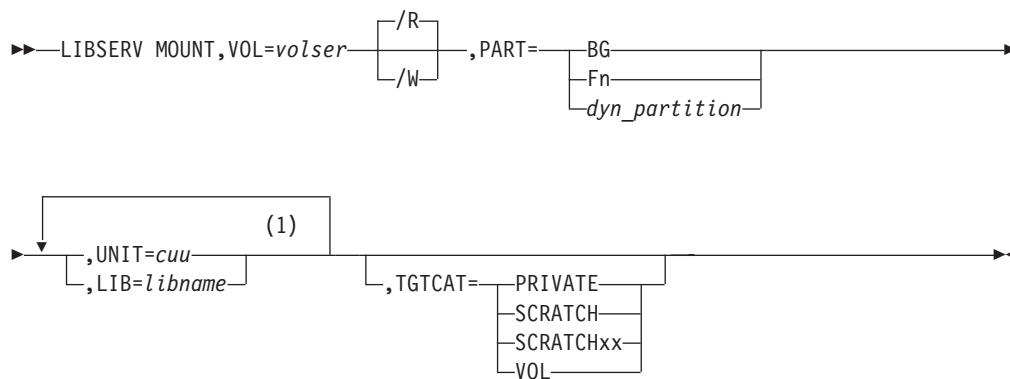 /R
LIBSERV MOUNT,VOL=volser ,PART= BG
/W Fn
dyn_partition
(1)
,UNIT=cuu
,LIB=libname ,TGTCAT= PRIVATE
SCRATCH
SCRATCHxx
VOL